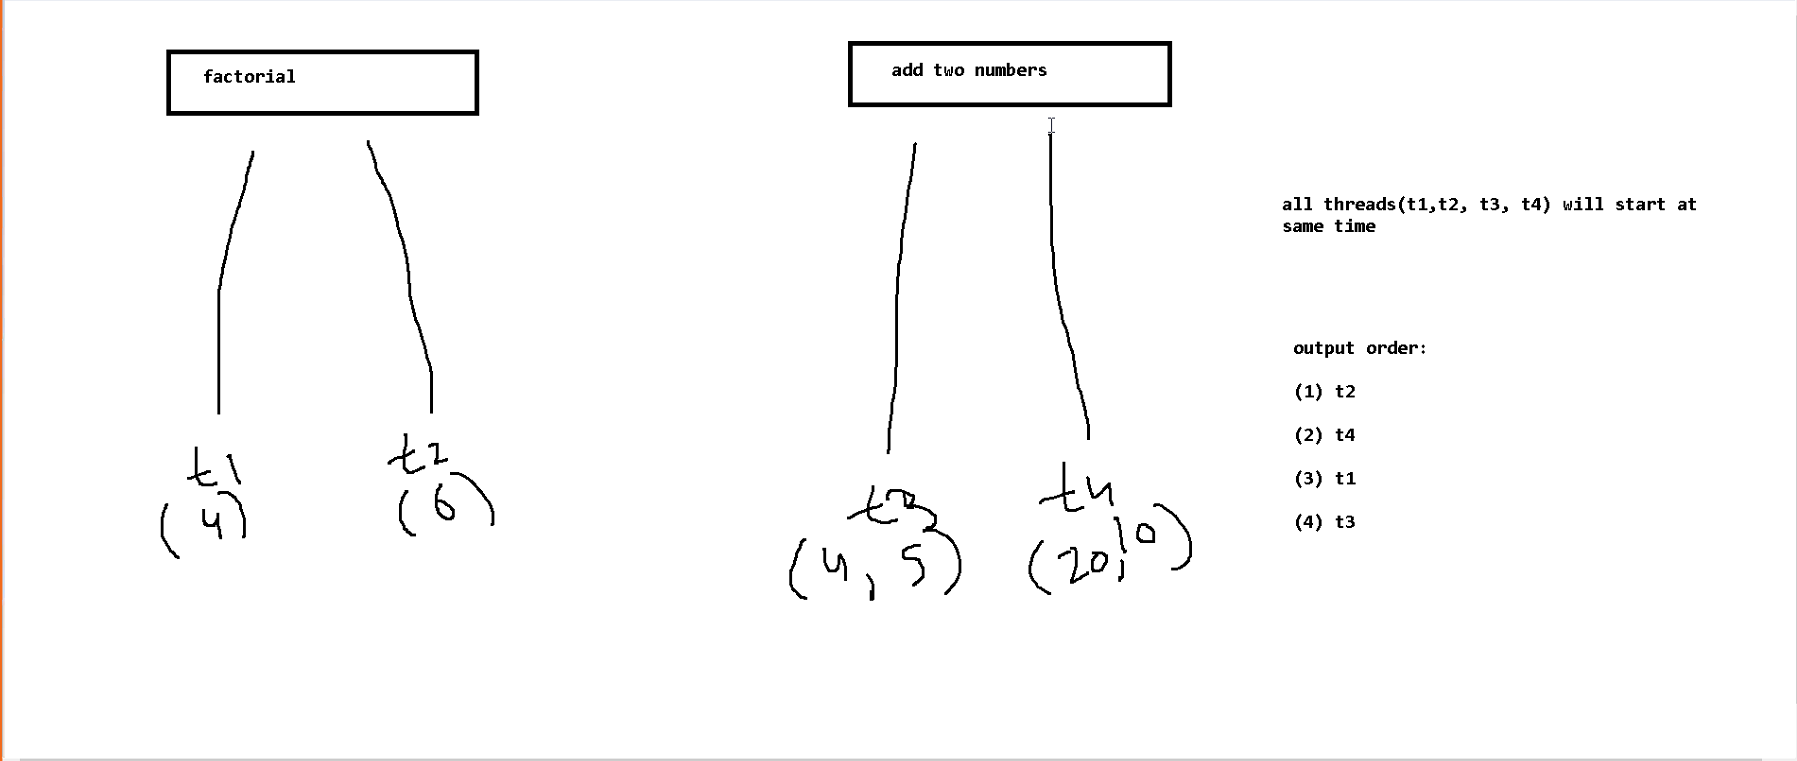 factorial
add two numbers
all threads(t1,t2, t3, t4) will start at
same time
output order:
(1) t2
(2) t4
(3) t1
(4) t3
t1
(4)
t2
(6)
t3
(4, 5)
t4
(20, 10)